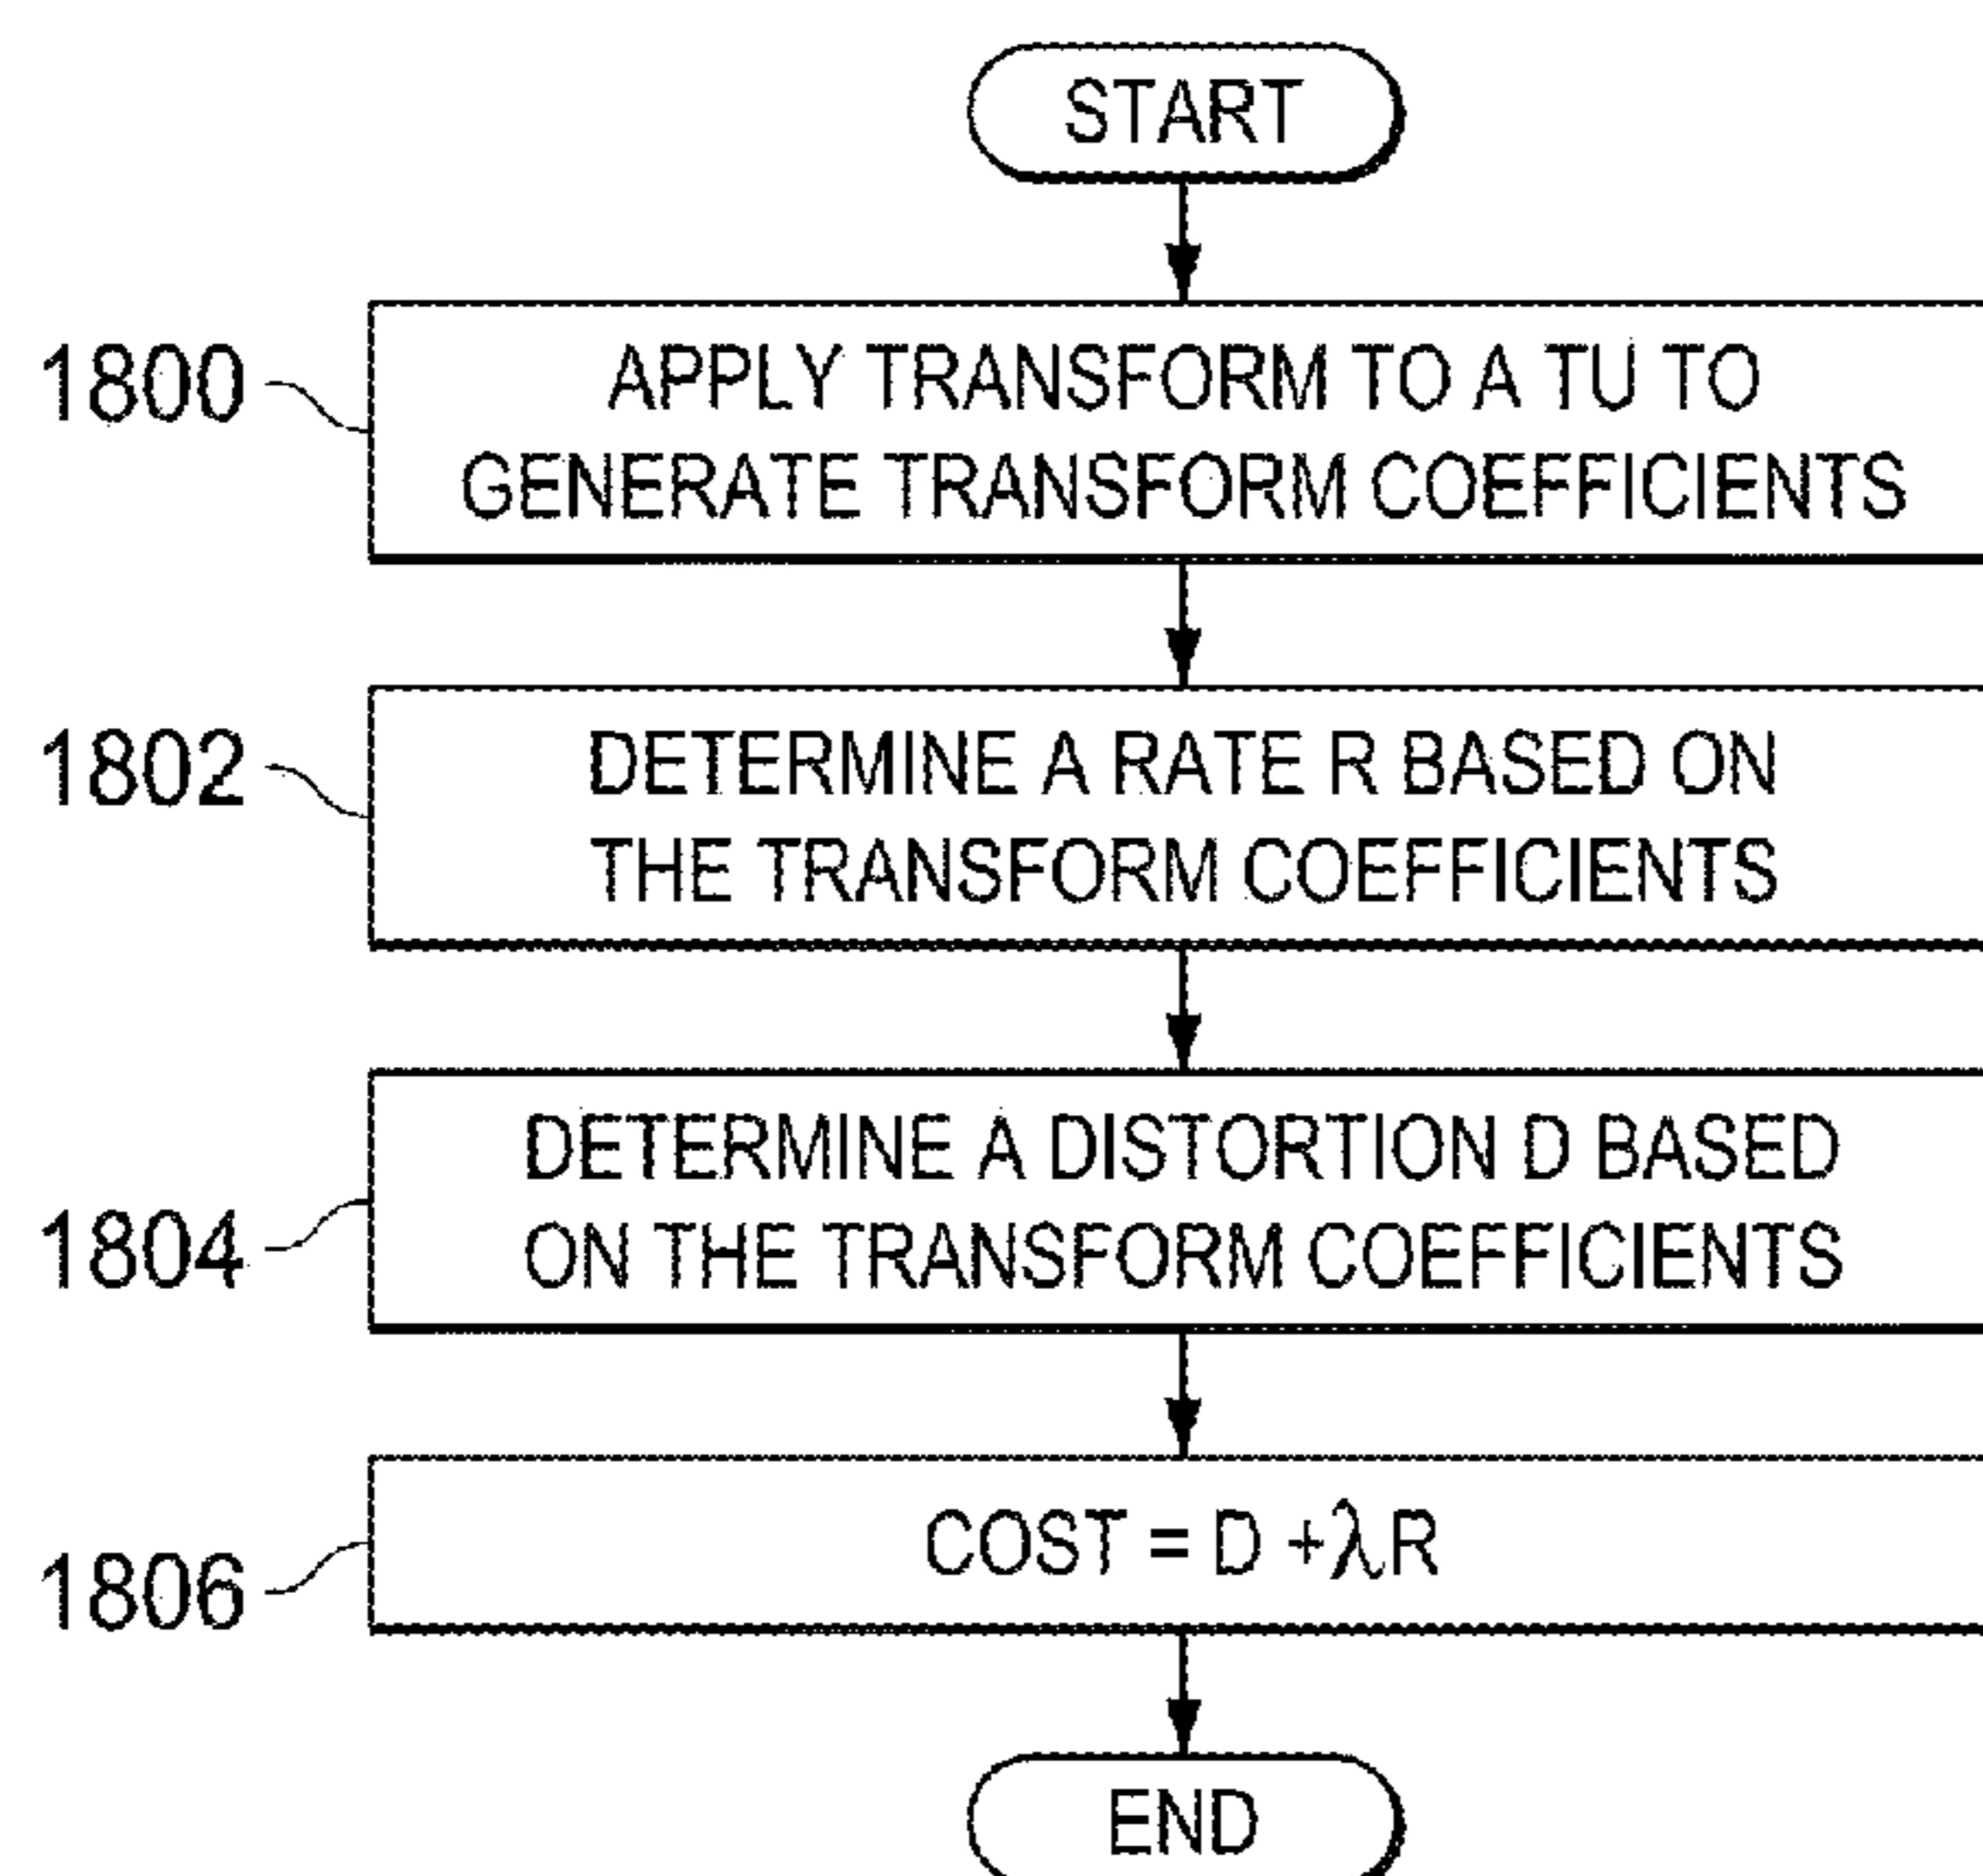 START
1800
APPLY TRANSFORM TO A TU TO
GENERATE TRANSFORM COEFFICIENTS
1802
DETERMINE A RATE R BASED ON
THE TRANSFORM COEFFICIENTS
1804
DETERMINE A DISTORTION D BASED
ON THE TRANSFORM COEFFICIENTS
1806
COST = D +λR
END